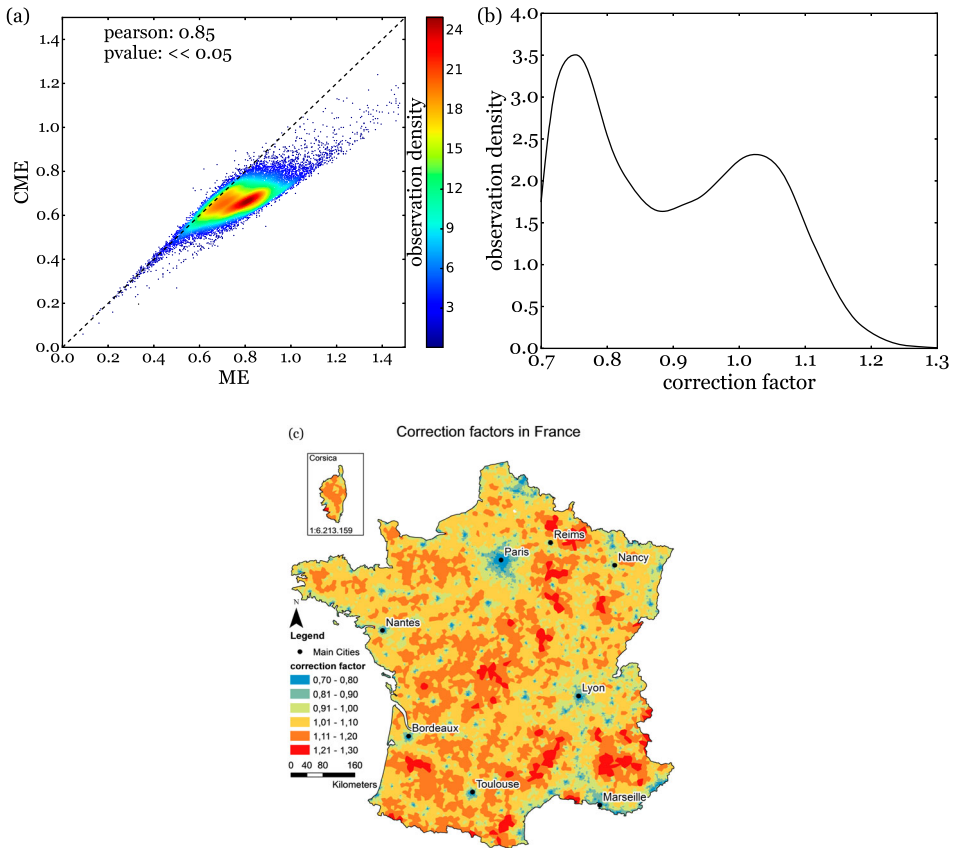 (a)
pearson: 0.85
pvalue: << 0.05
1.4
1.2
1.0
0.8
0.6
0.4
0.2
0.0
CME
0.0 0.2 0.4 0.6 0.8 1.0 1.2 1.4
ME
24
21
18
15
12
9
6
3
observation density
(b)
4.0
3.5
3.0
2.5
2.0
1.5
1.0
0.5
0.0
observation density
0.7 0.8 0.9 1.0 1.1 1.2 1.3
correction factor
(c)
Correction factors in France
Corsica
1:6.213.159
Reims
Paris
Nancy
Nantes
Lyon
Bordeaux
Toulouse
Marseille
N
Legend
Main Cities
correction factor
0,70 - 0,80
0,81 - 0,90
0,91 - 1,00
1,01 - 1,10
1,11 - 1,20
1,21 - 1,30
0 40 80 160
Kilometers